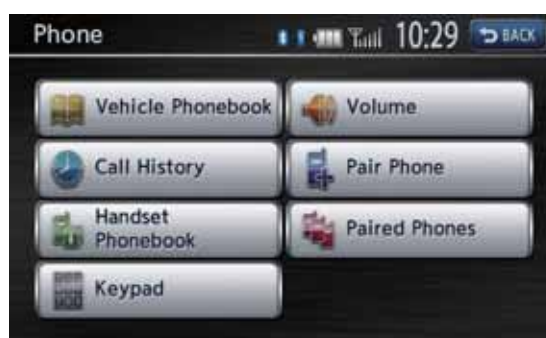 Phone 10:29 BACK
Vehicle Phonebook
Volume
Call History
Pair Phone
Handset
Phonebook
Paired Phones
Keypad